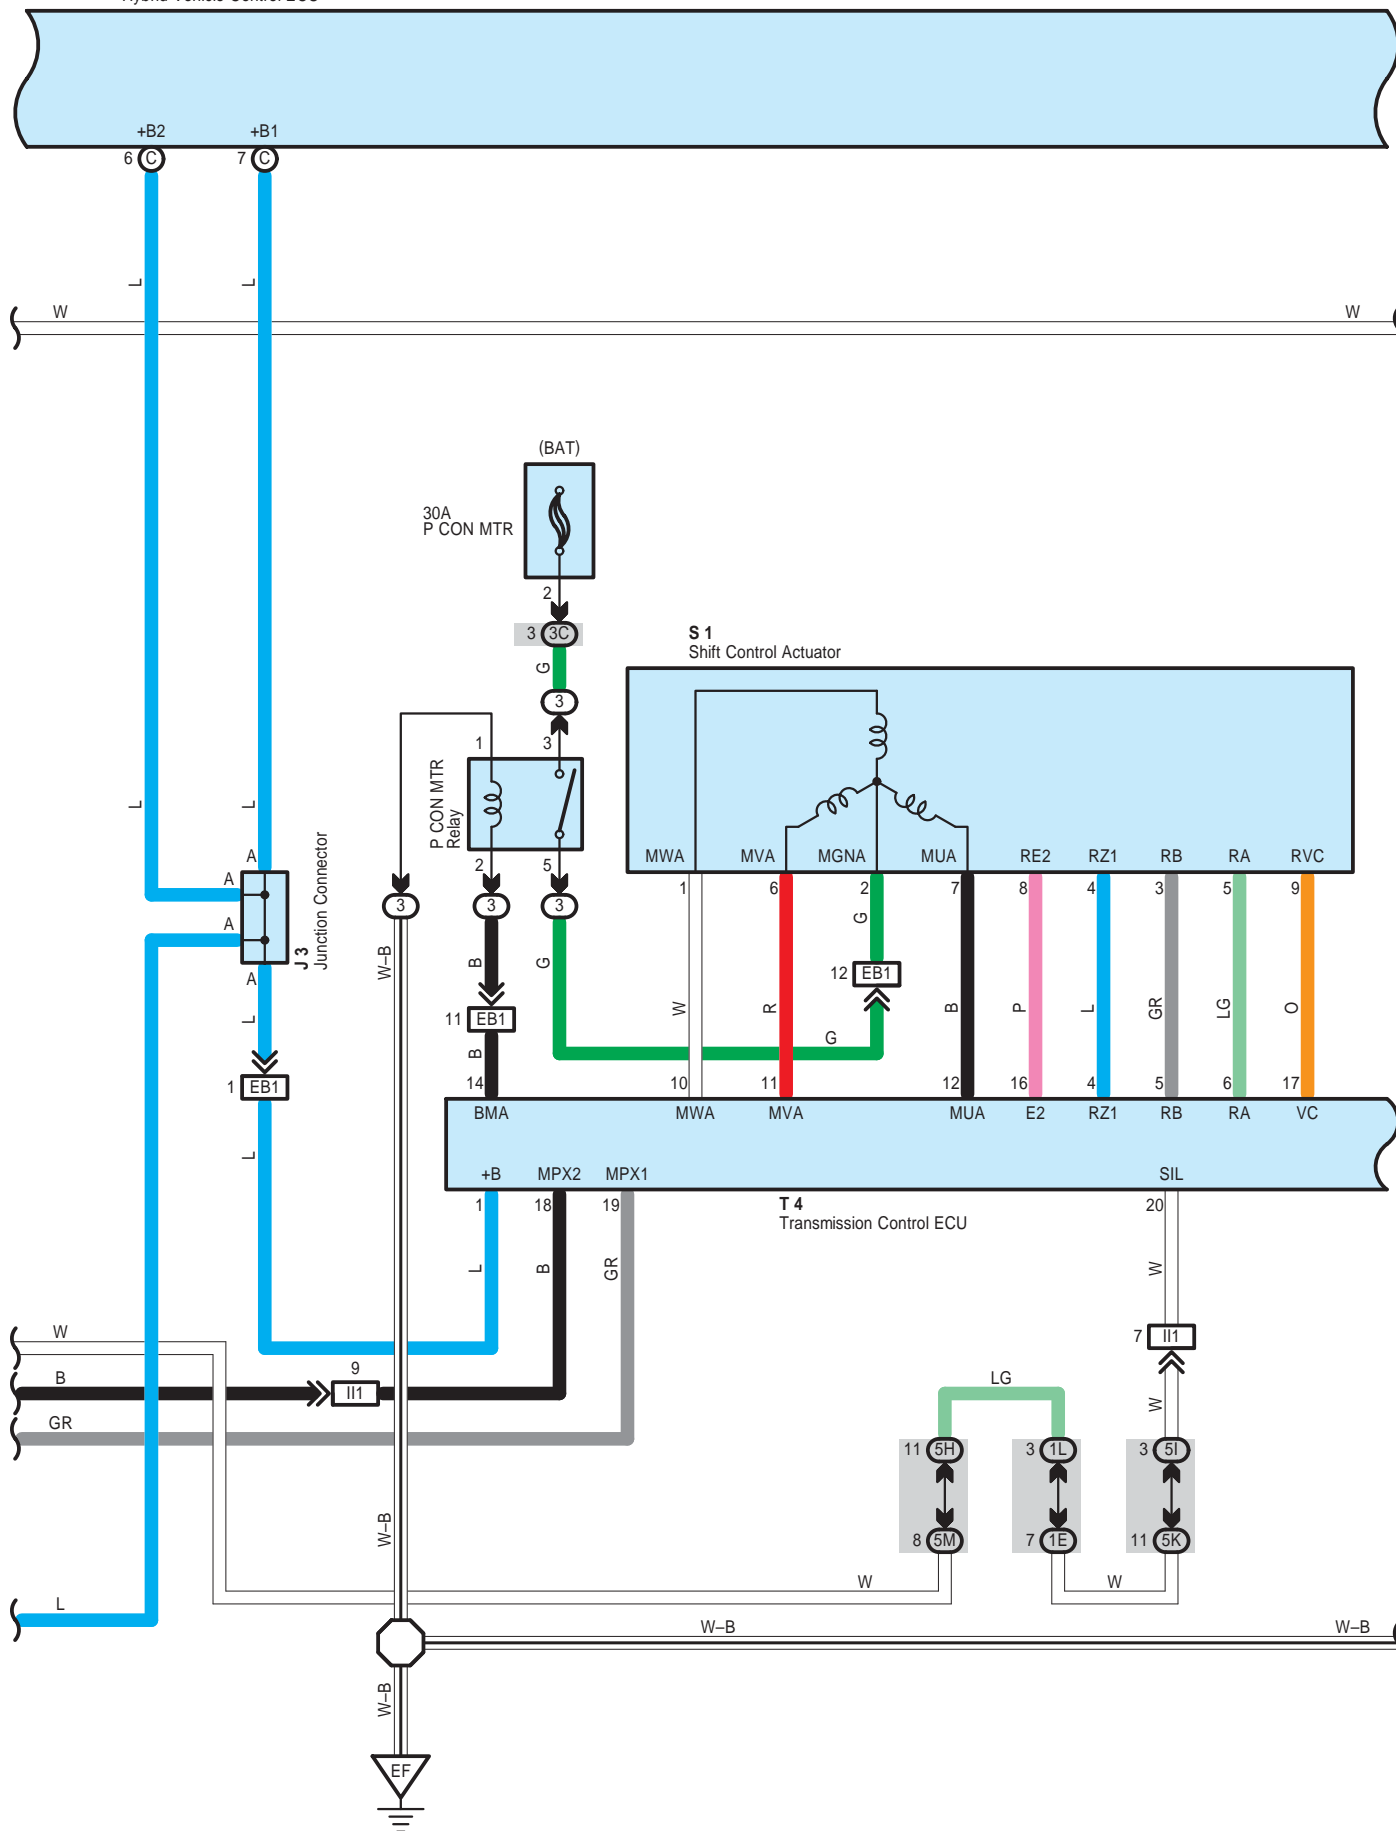 Hybrid Vehicle Control ECU
+B2 +B1
6 C 7 C
L L
W W
(BAT)
30A
P CON MTR
2
3 3C
S 1
Shift Control Actuator
G
3
1 3
P CON MTR
Relay
L L
2 5
MWA MVA MGNA MUA RE2 RZ1 RB RA RVC
A
A
A
A
J 3
Junction Connector
1 6 2 7 8 4 3 5 9
3 3 3
G
W–B B G
12 EB1
W R B P L GR LG O
L
11 EB1
G
B
1 EB1
14 10 11 12 16 4 5 6 17
BMA MWA MVA MUA E2 RZ1 RB RA VC
L
+B MPX2 MPX1 SIL
1 18 19 20
T 4
Transmission Control ECU
L B GR W
W
7 II1
9
B II1
LG
W
GR
11 5H 3 1L 3 5I
W–B
8 5M 7 1E 11 5K
W W
L
W–B W–B
W–B
EF